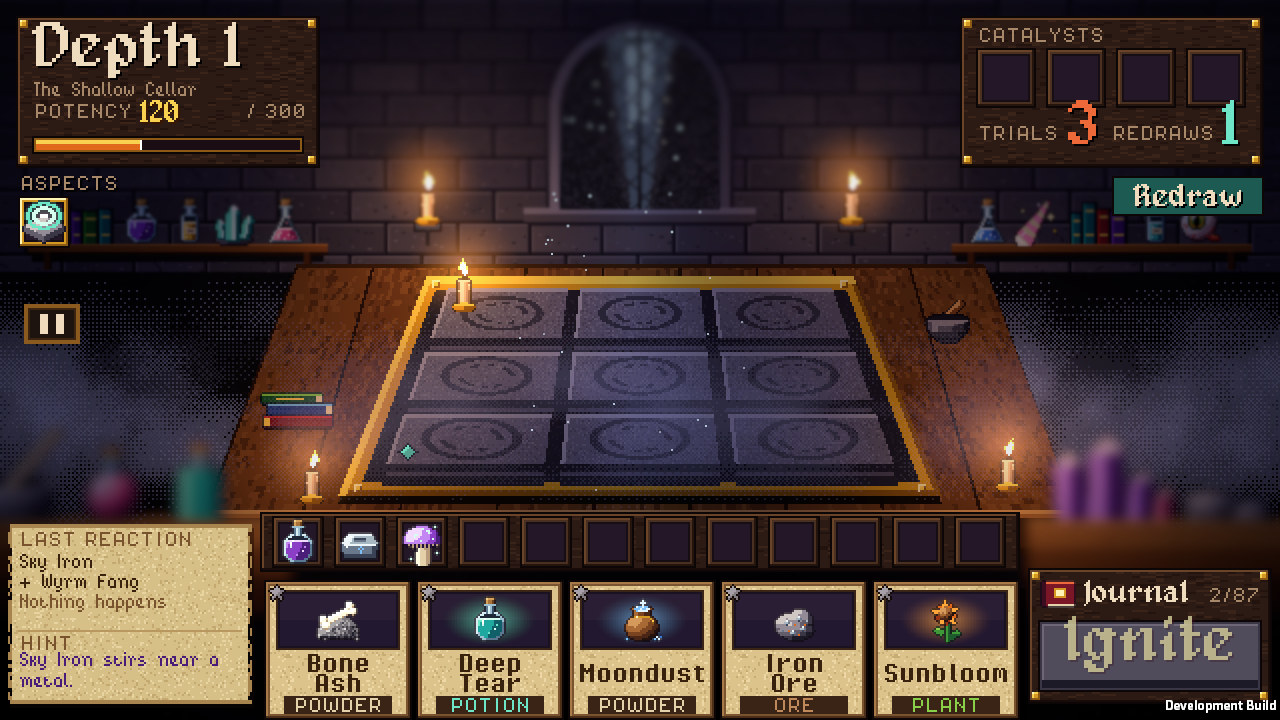 Depth 1
The Shallow Cellar
POTENCY 120 / 300
ASPECTS
CATALYSTS
TRIALS 3 REDRAWS 1
Redraw
LAST REACTION
Sky Iron
+ Wyrm Fang
Nothing happens
HINT
Sky Iron stirs near a
metal.
Bone
Ash
POWDER
Deep
Tear
POTION
Moondust
POWDER
Iron
Ore
ORE
Sunbloom
PLANT
Journal 2/87
Ignite
Development Build